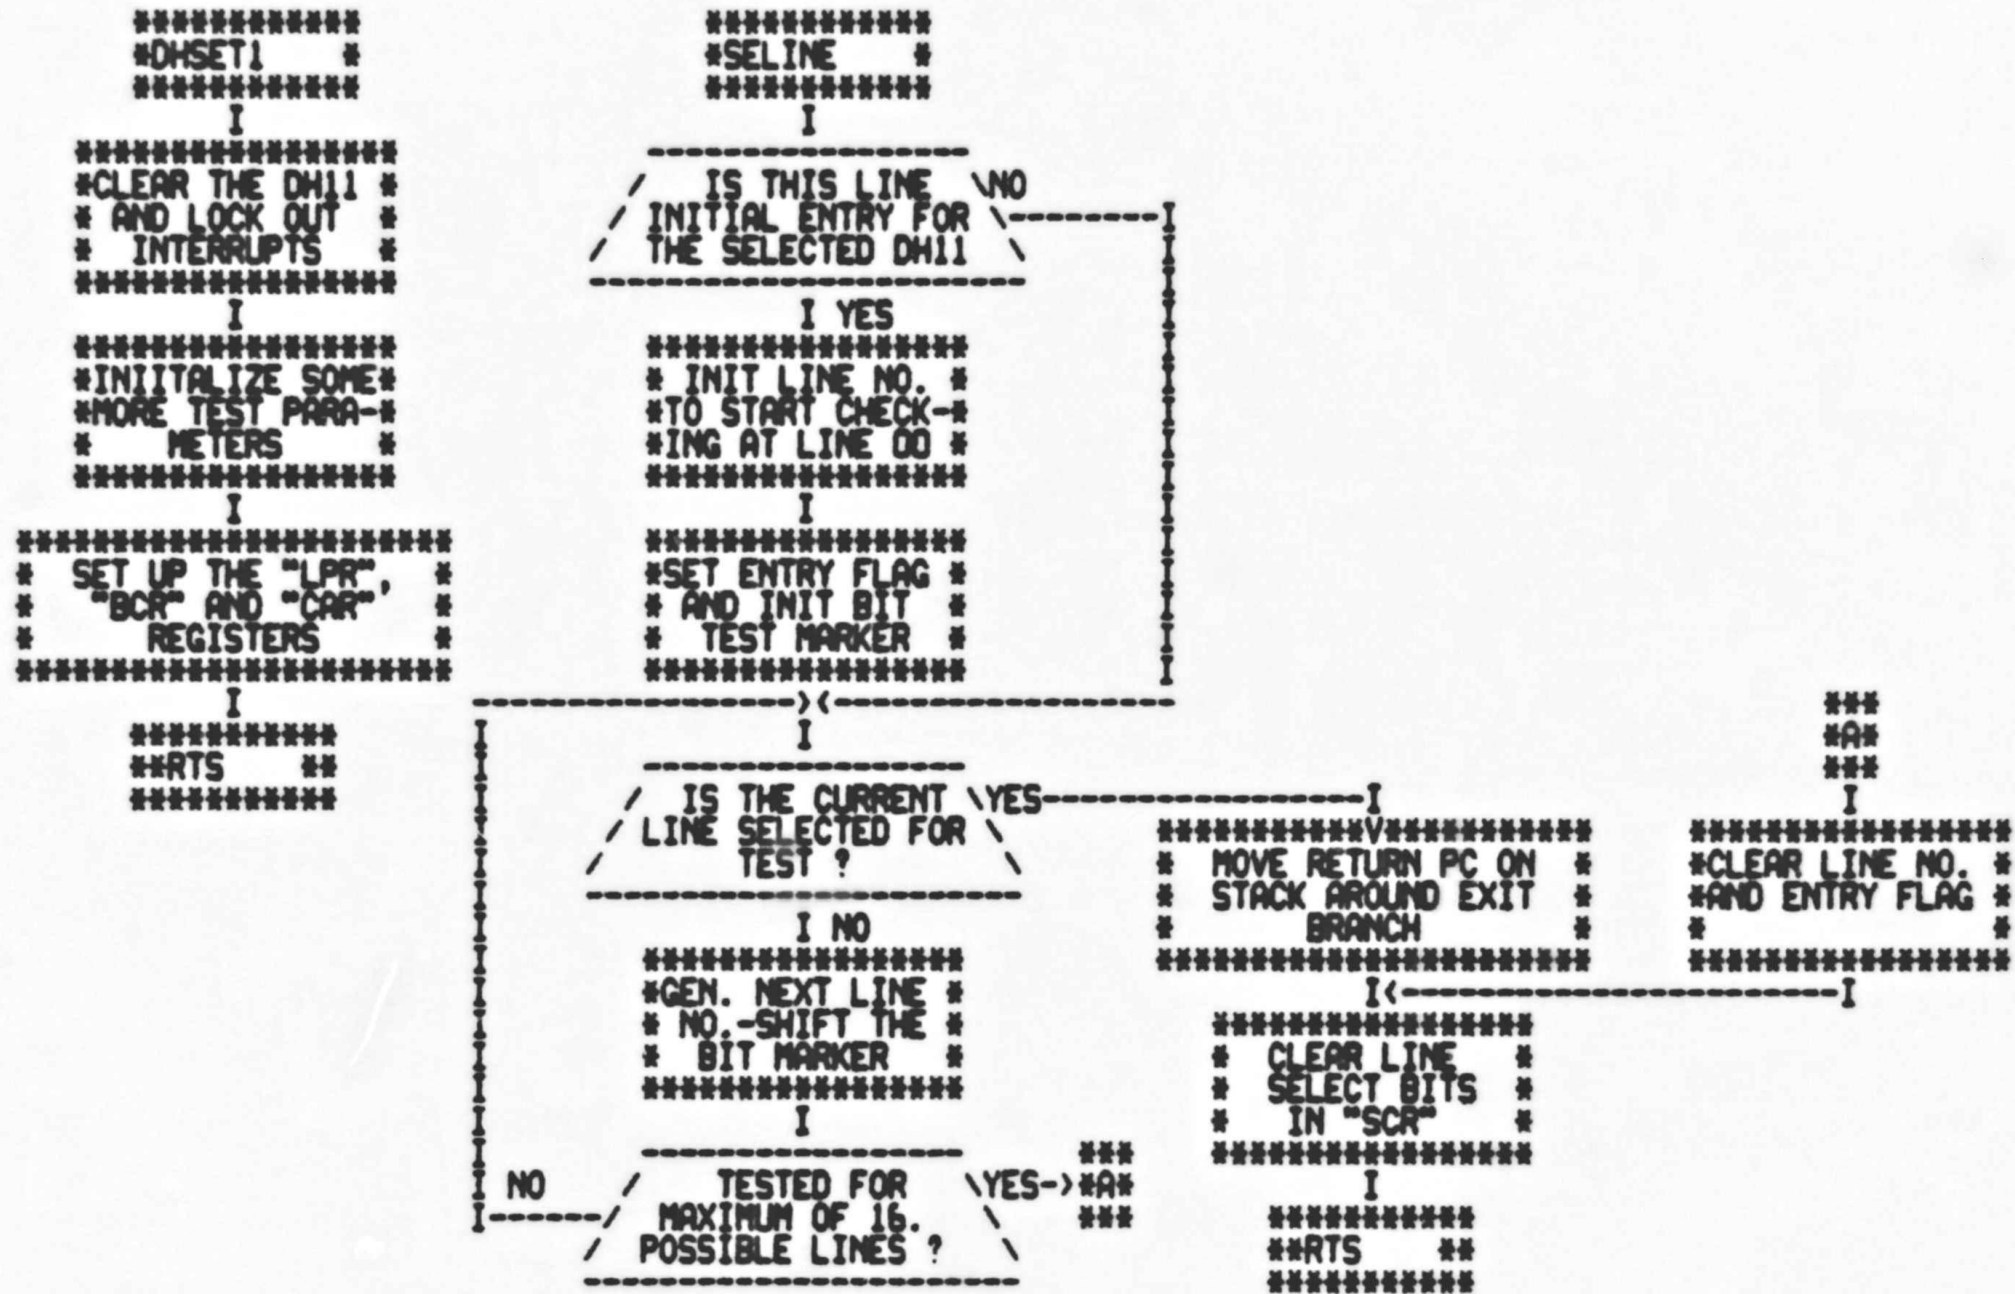 DHSET1
CLEAR THE DH11
AND LOCK OUT
INTERRUPTS
INIITALIZE SOME
MORE TEST PARA-
METERS
SET UP THE "LPR",
"BCR" AND "CAR"
REGISTERS
RTS
SELINE
IS THIS LINE
INITIAL ENTRY FOR
THE SELECTED DH11
NO
YES
INIT LINE NO.
TO START CHECK-
ING AT LINE 00
SET ENTRY FLAG
AND INIT BIT
TEST MARKER
IS THE CURRENT
LINE SELECTED FOR
TEST ?
YES
NO
GEN. NEXT LINE
NO.-SHIFT THE
BIT MARKER
TESTED FOR
MAXIMUM OF 16.
POSSIBLE LINES ?
NO
YES
A
MOVE RETURN PC ON
STACK AROUND EXIT
BRANCH
A
CLEAR LINE NO.
AND ENTRY FLAG
CLEAR LINE
SELECT BITS
IN "SCR"
RTS